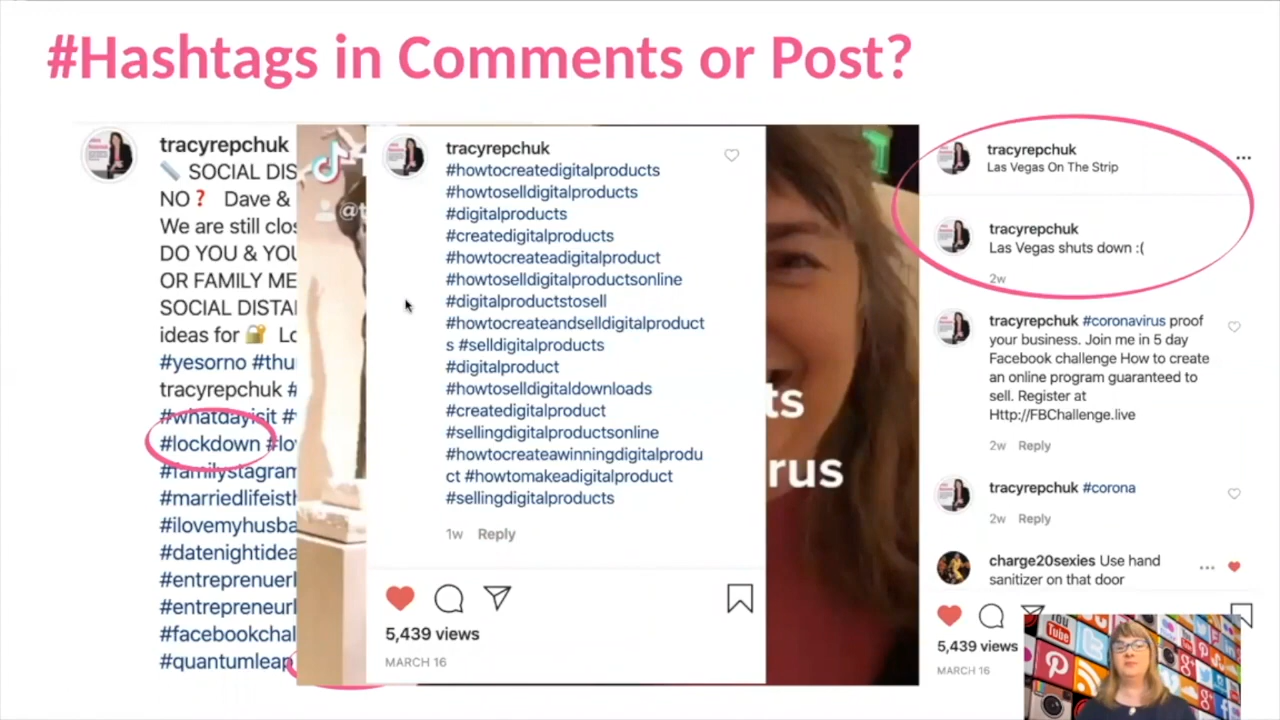 #Hashtags in Comments or Post?
tracyrepchuk
SOCIAL DIS
NO❓ Dave &
We are still clos
DO YOU & YOU
OR FAMILY ME
SOCIAL DISTA
ideas for 🔐 Lo
#yesorno #thu
tracyrepchuk #
#whatdayisit #
#lockdown #lo
#familystagram
#marriedlifeisth
#ilovemyhusba
#datenightidea
#entreprenuerl
#entrepreneurl
#facebookchal
#quantumleap
@t
tracyrepchuk
#howtocreatedigitalproducts
#howtoselldigitalproducts
#digitalproducts
#createdigitalproducts
#howtocreateadigitalproduct
#howtoselldigitalproductsonline
#digitalproductstosell
#howtocreateandselldigitalproduct
s #selldigitalproducts
#digitalproduct
#howtoselldigitaldownloads
#createdigitalproduct
#sellingdigitalproductsonline
#howtocreateawinningdigitalprodu
ct #howtomakeadigitalproduct
#sellingdigitalproducts
1w Reply
5,439 views
MARCH 16
ts
rus
tracyrepchuk
Las Vegas On The Strip
tracyrepchuk
Las Vegas shuts down :(
2w
tracyrepchuk #coronavirus proof
your business. Join me in 5 day
Facebook challenge How to create
an online program guaranteed to
sell. Register at
Http://FBChallenge.live
2w Reply
tracyrepchuk #corona
2w Reply
charge20sexies Use hand
sanitizer on that door
5,439 views
MARCH 16
You
Tube